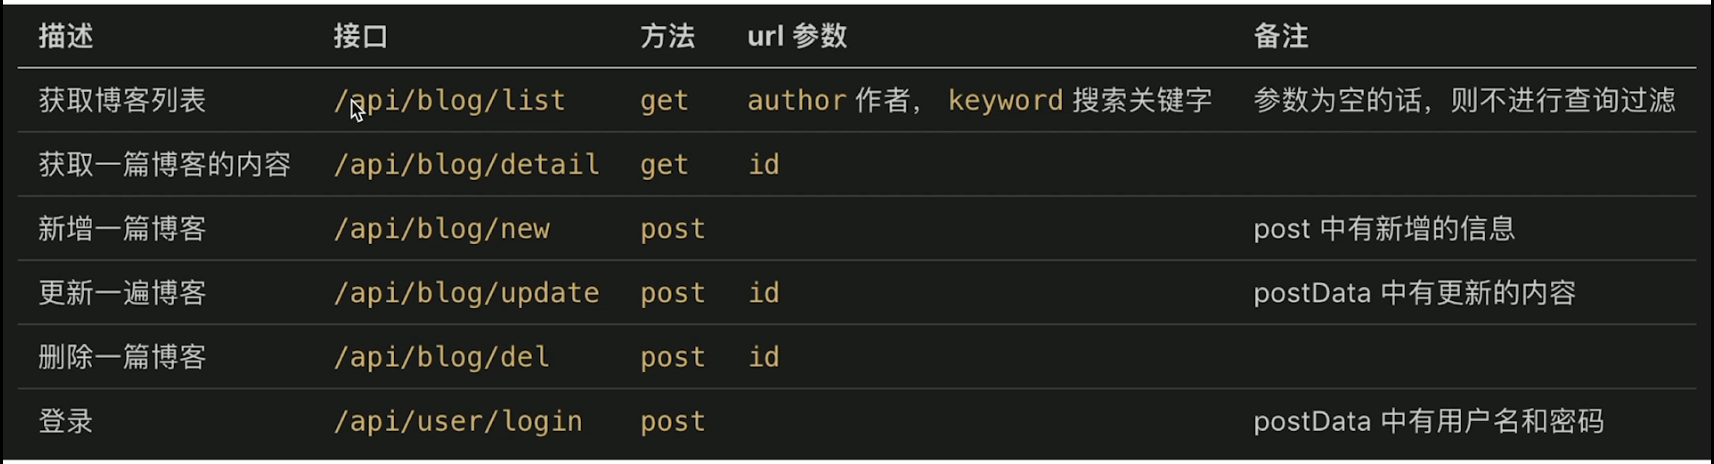 描述 接口 方法 url 参数 备注
获取博客列表 /api/blog/list get author 作者， keyword 搜索关键字 参数为空的话，则不进行查询过滤
获取一篇博客的内容 /api/blog/detail get id
新增一篇博客 /api/blog/new post post 中有新增的信息
更新一遍博客 /api/blog/update post id postData 中有更新的内容
删除一篇博客 /api/blog/del post id
登录 /api/user/login post postData 中有用户名和密码